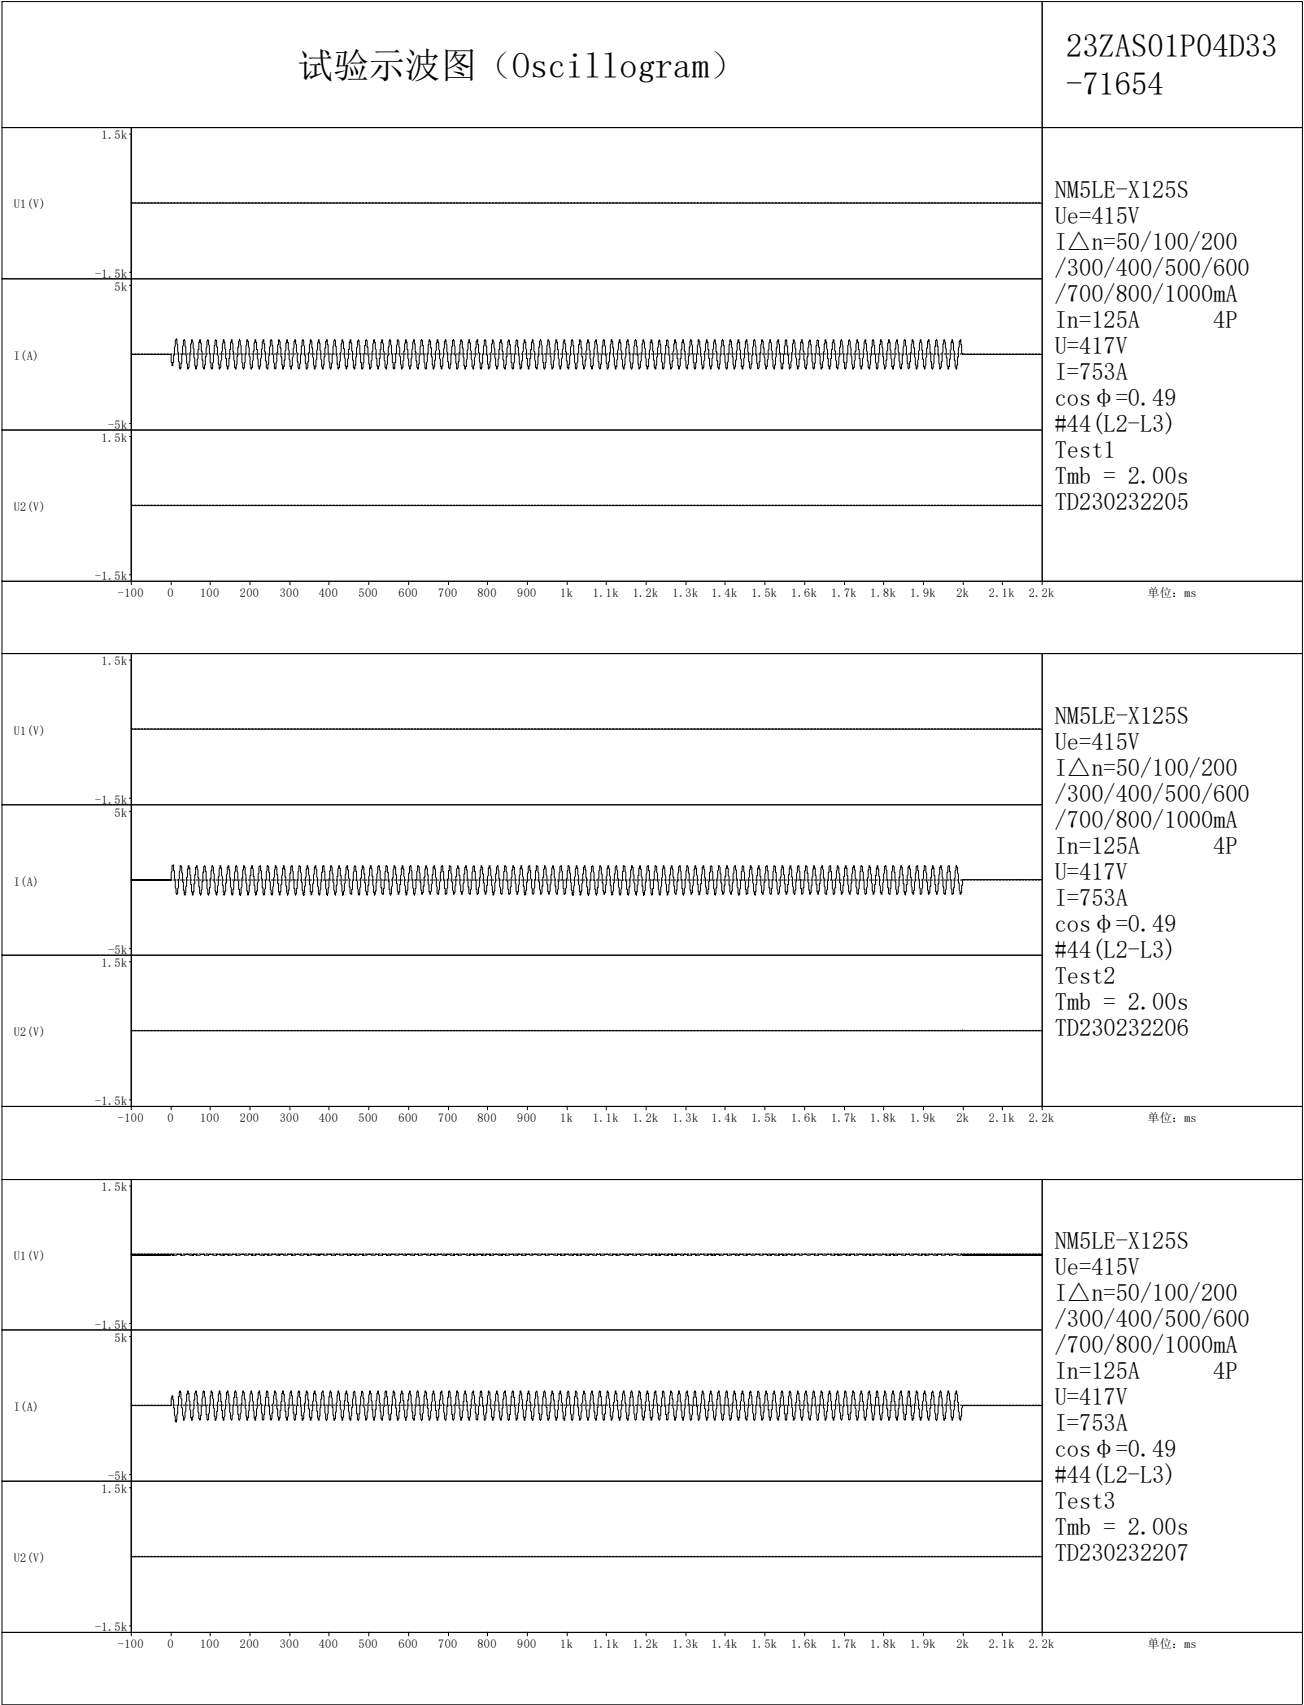 试验示波图（Oscillogram）
23ZAS01P04D33
-71654
1.5k
U1(V)
-1.5k
5k
I(A)
-5k
1.5k
U2(V)
-1.5k
-100 0 100 200 300 400 500 600 700 800 900 1k 1.1k 1.2k 1.3k 1.4k 1.5k 1.6k 1.7k 1.8k 1.9k 2k 2.1k 2.2k
单位：ms
NM5LE-X125S
Ue=415V
I△n=50/100/200
/300/400/500/600
/700/800/1000mA
In=125A 4P
U=417V
I=753A
cosφ=0.49
#44(L2-L3)
Test1
Tmb = 2.00s
TD230232205
1.5k
U1(V)
-1.5k
5k
I(A)
-5k
1.5k
U2(V)
-1.5k
-100 0 100 200 300 400 500 600 700 800 900 1k 1.1k 1.2k 1.3k 1.4k 1.5k 1.6k 1.7k 1.8k 1.9k 2k 2.1k 2.2k
单位：ms
NM5LE-X125S
Ue=415V
I△n=50/100/200
/300/400/500/600
/700/800/1000mA
In=125A 4P
U=417V
I=753A
cosφ=0.49
#44(L2-L3)
Test2
Tmb = 2.00s
TD230232206
1.5k
U1(V)
-1.5k
5k
I(A)
-5k
1.5k
U2(V)
-1.5k
-100 0 100 200 300 400 500 600 700 800 900 1k 1.1k 1.2k 1.3k 1.4k 1.5k 1.6k 1.7k 1.8k 1.9k 2k 2.1k 2.2k
单位：ms
NM5LE-X125S
Ue=415V
I△n=50/100/200
/300/400/500/600
/700/800/1000mA
In=125A 4P
U=417V
I=753A
cosφ=0.49
#44(L2-L3)
Test3
Tmb = 2.00s
TD230232207